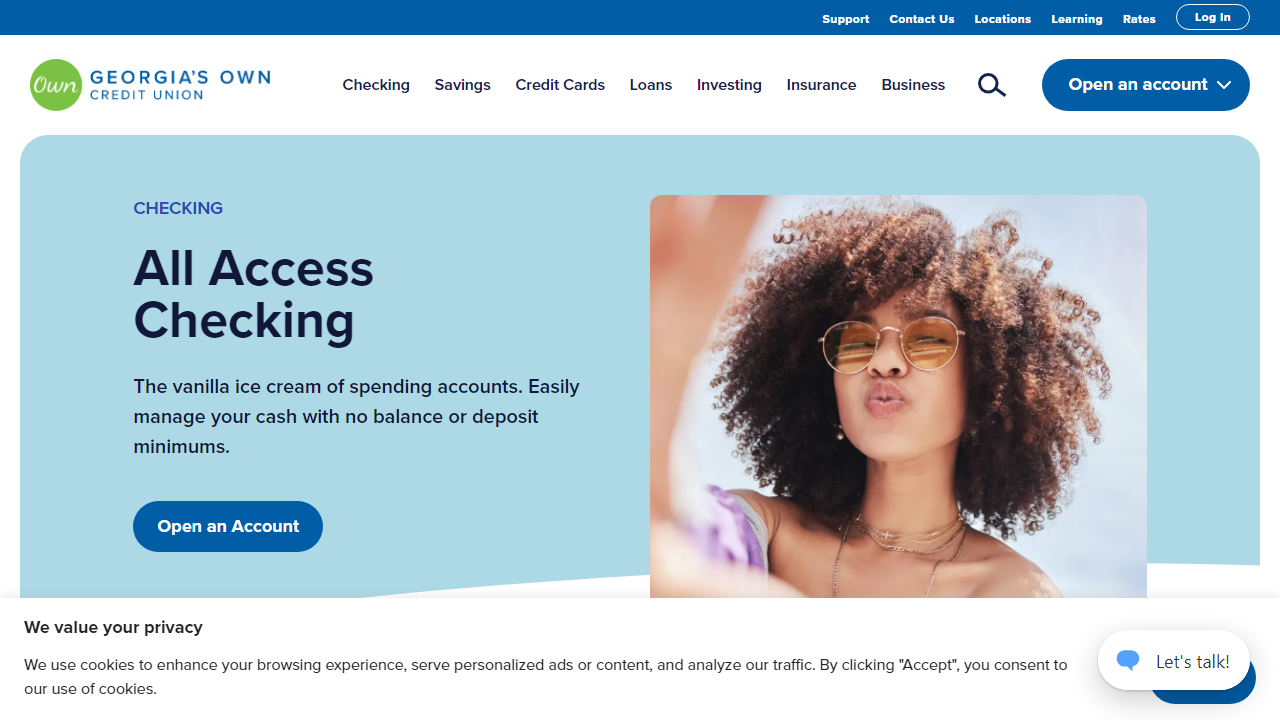 Support Contact Us Locations Learning Rates Log In
Own GEORGIA'S OWN
CREDIT UNION
Checking Savings Credit Cards Loans Investing Insurance Business Open an account
CHECKING
All Access
Checking
The vanilla ice cream of spending accounts. Easily
manage your cash with no balance or deposit
minimums.
Open an Account
We value your privacy
We use cookies to enhance your browsing experience, serve personalized ads or content, and analyze our traffic. By clicking "Accept", you consent to
our use of cookies.
Let's talk!